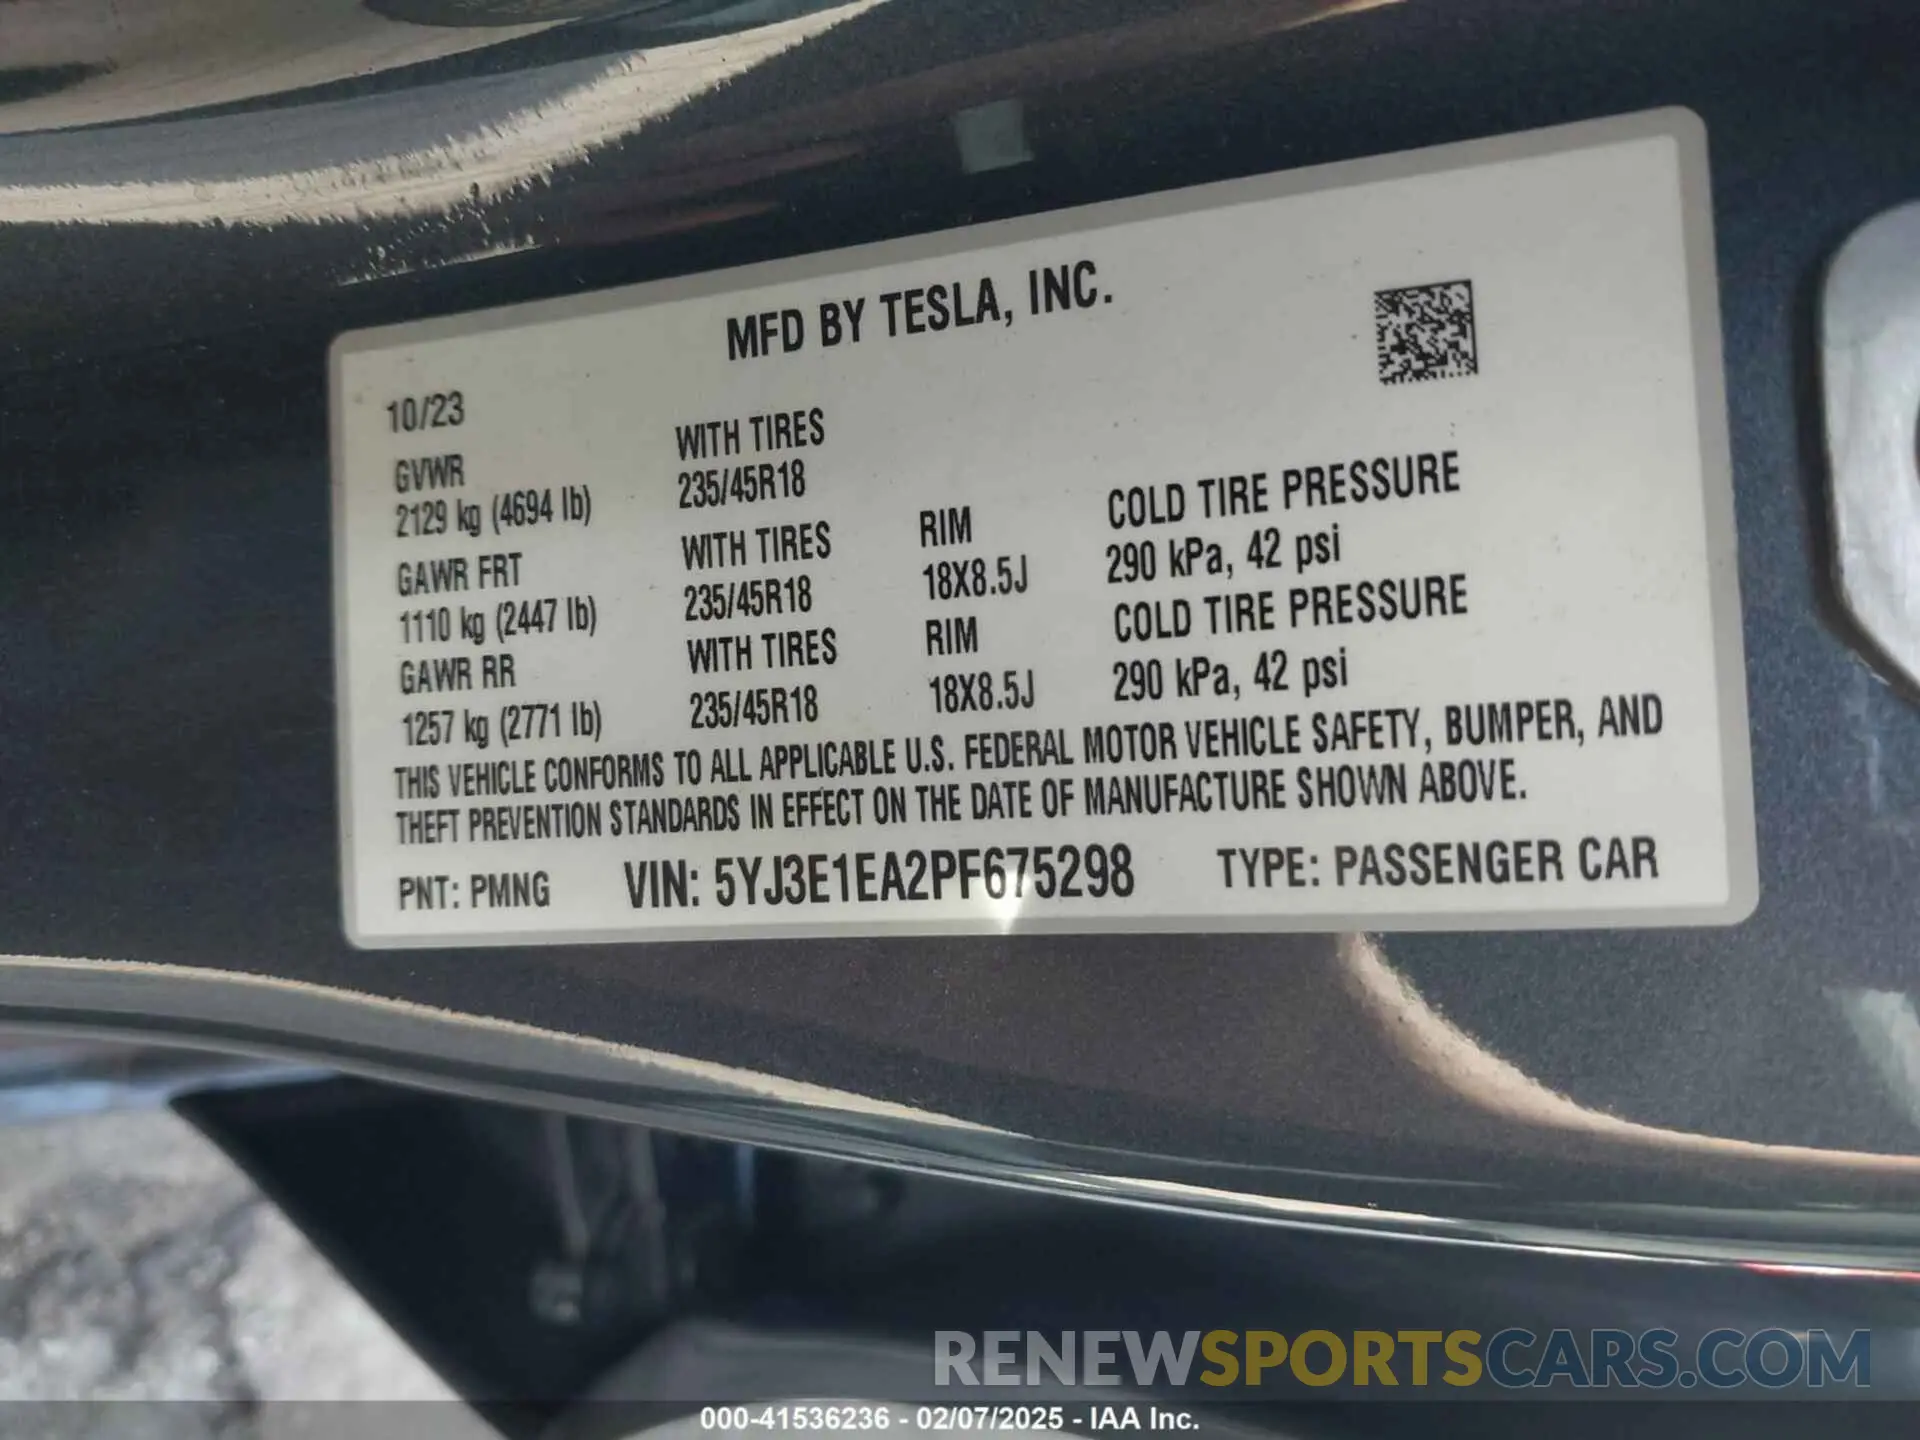 MFD BY TESLA, INC.
10/23
GVWR WITH TIRES
2129 kg (4694 lb) 235/45R18
GAWR FRT WITH TIRES RIM COLD TIRE PRESSURE
1110 kg (2447 lb) 235/45R18 18X8.5J 290 kPa, 42 psi
GAWR RR WITH TIRES RIM COLD TIRE PRESSURE
1257 kg (2771 lb) 235/45R18 18X8.5J 290 kPa, 42 psi
THIS VEHICLE CONFORMS TO ALL APPLICABLE U.S. FEDERAL MOTOR VEHICLE SAFETY, BUMPER, AND
THEFT PREVENTION STANDARDS IN EFFECT ON THE DATE OF MANUFACTURE SHOWN ABOVE.
PNT: PMNG VIN: 5YJ3E1EA2PF675298 TYPE: PASSENGER CAR
RENEWSPORTSCARS.COM
000-41536236 - 02/07/2025 - IAA Inc.